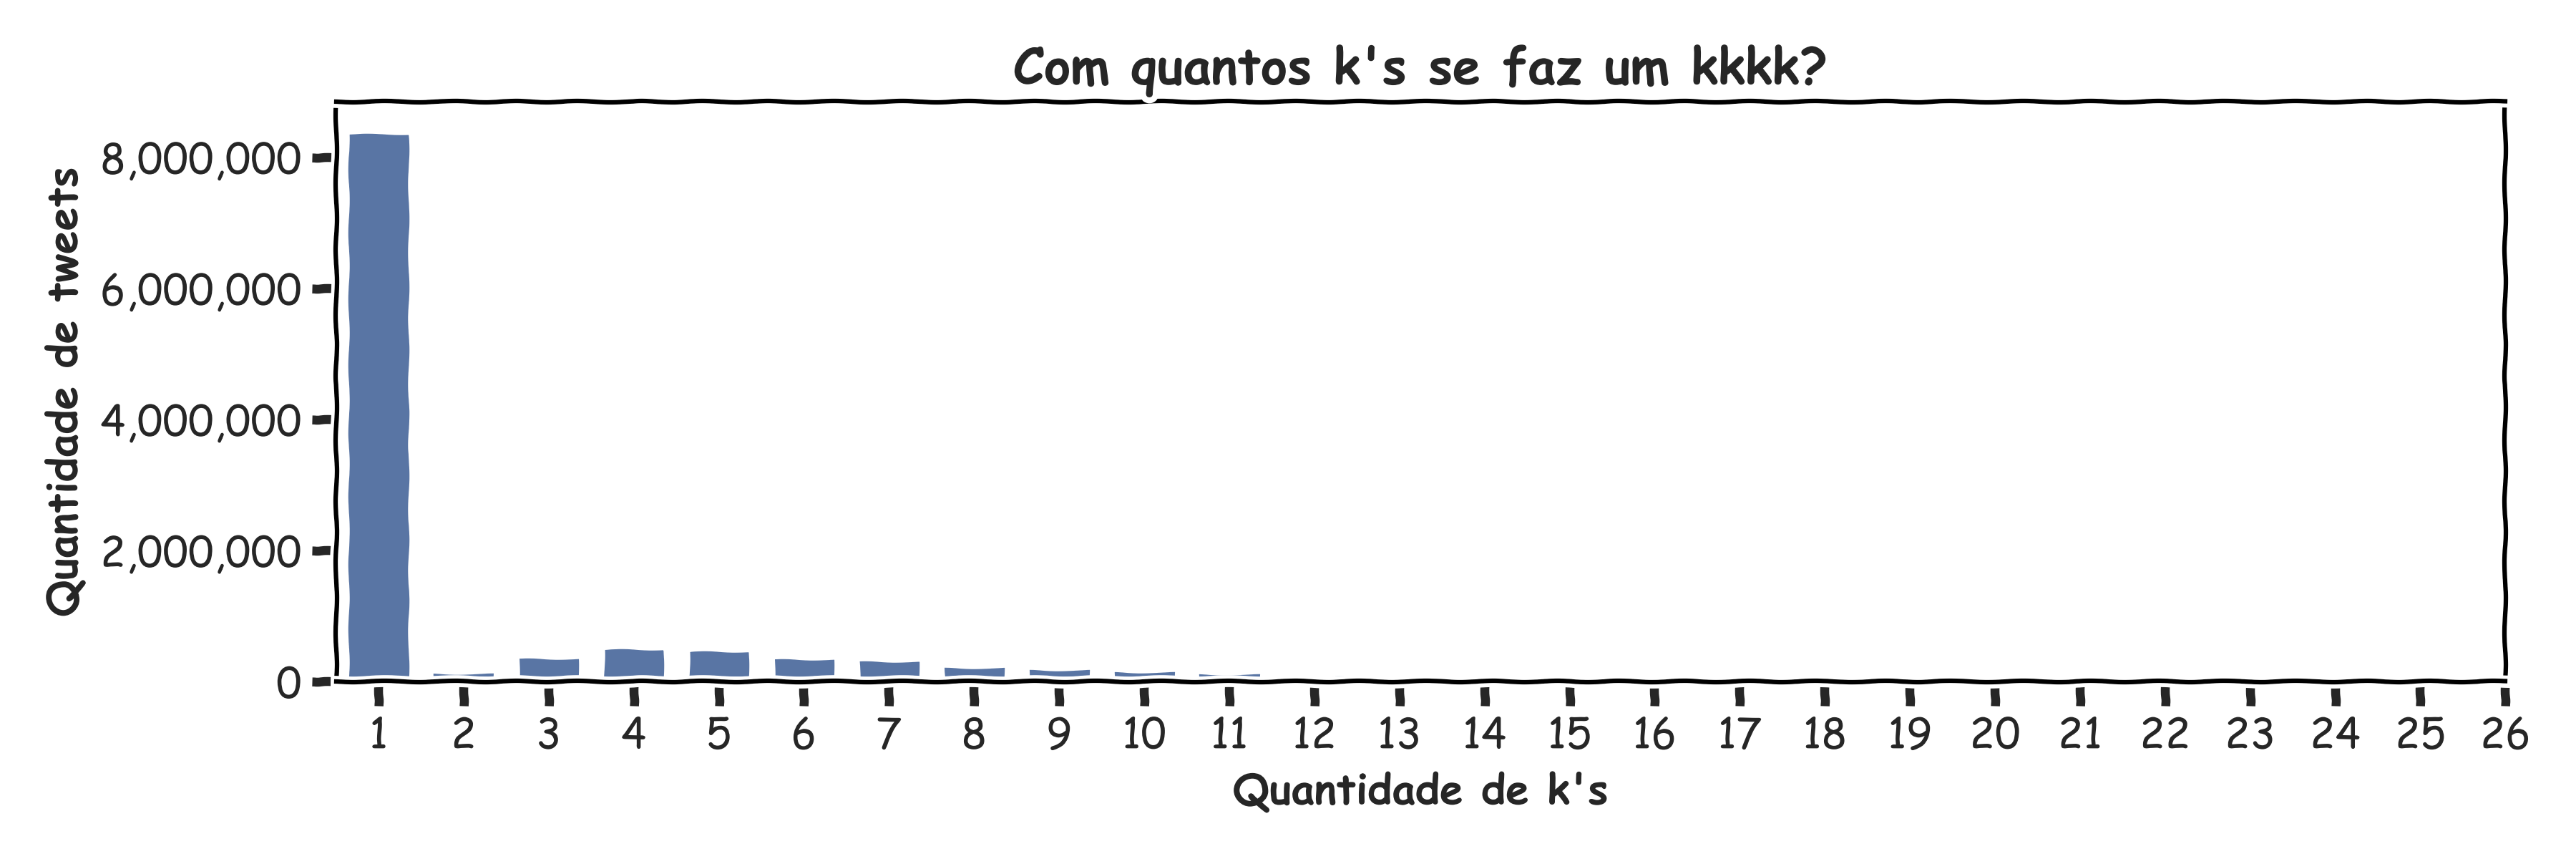 Com quantos k's se faz um kkkk?
Quantidade de tweets
8,000,000
6,000,000
4,000,000
2,000,000
0
1 2 3 4 5 6 7 8 9 10 11 12 13 14 15 16 17 18 19 20 21 22 23 24 25 26
Quantidade de k's